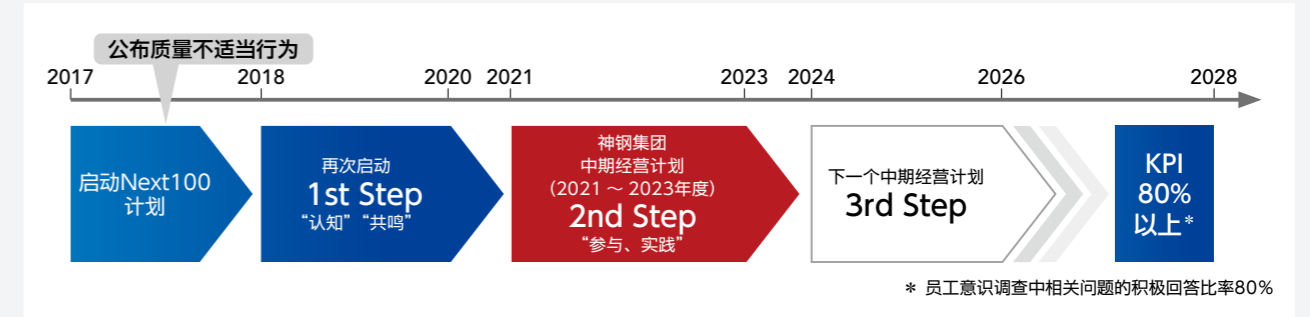 公布质量不适当行为
2017 2018 2020 2021 2023 2024 2026 2028
启动Next100
计划
再次启动
1st Step
“认知”“共鸣”
神钢集团
中期经营计划
（2021 ～ 2023年度）
2nd Step
“参与、实践”
下一个中期经营计划
3rd Step
KPI
80%
以上*
* 员工意识调查中相关问题的积极回答比率80%